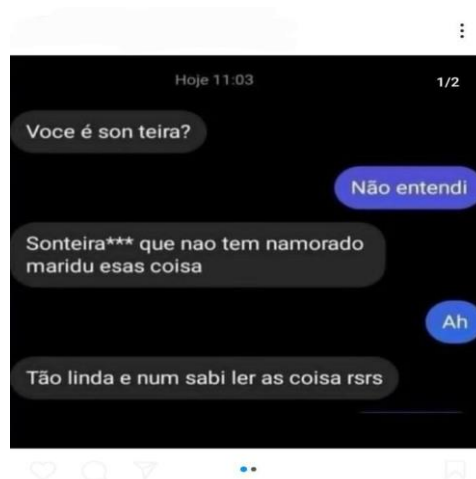 Hoje 11:03
1/2
Voce é son teira?
Não entendi
Sonteira*** que nao tem namorado
maridu esas coisa
Ah
Tão linda e num sabi ler as coisa rsrs